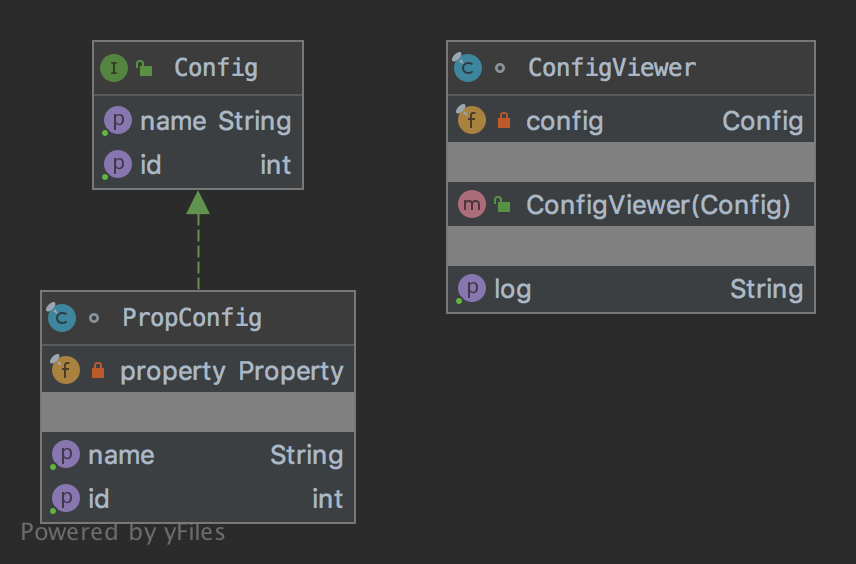 Config
name String
id int
PropConfig
property Property
name String
id int
ConfigViewer
config Config
ConfigViewer(Config)
log String
Powered by yFiles